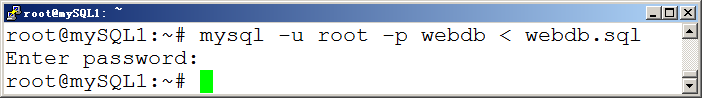 root@mySQL1: ~
root@mySQL1:~# mysql -u root -p webdb < webdb.sql
Enter password:
root@mySQL1:~#